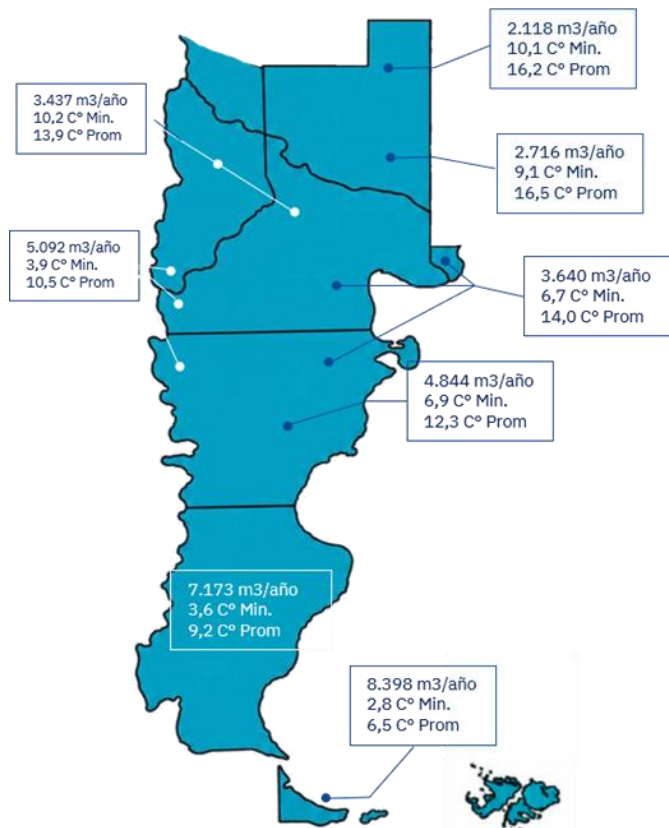 2.118 m3/año
10,1 C° Min.
16,2 C° Prom
3.437 m3/año
10,2 C° Min.
13,9 C° Prom
2.716 m3/año
9,1 C° Min.
16,5 C° Prom
5.092 m3/año
3,9 C° Min.
10,5 C° Prom
3.640 m3/año
6,7 C° Min.
14,0 C° Prom
4.844 m3/año
6,9 C° Min.
12,3 C° Prom
7.173 m3/año
3,6 C° Min.
9,2 C° Prom
8.398 m3/año
2,8 C° Min.
6,5 C° Prom